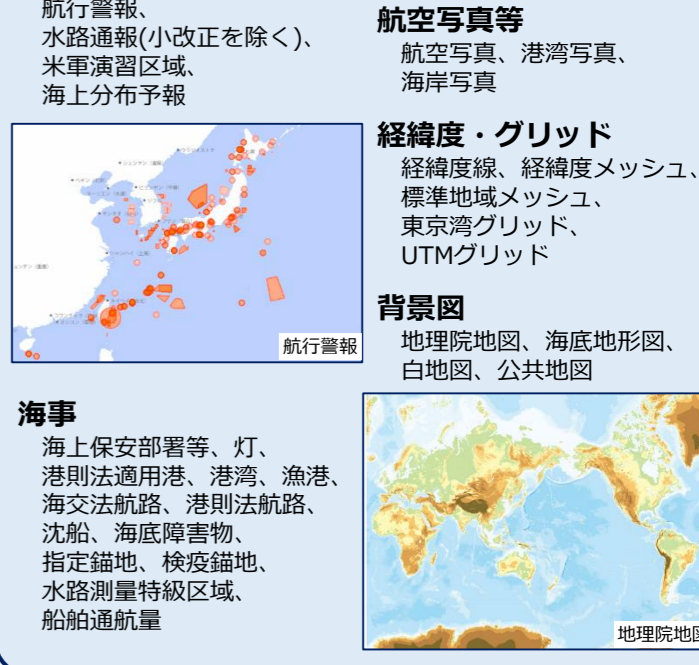 航行警報、
水路通報(小改正を除く)、
米軍演習区域、
海上分布予報
航行警報
海事
海上保安部署等、灯、
港則法適用港、港湾、漁港、
海交法航路、港則法航路、
沈船、海底障害物、
指定錨地、検疫錨地、
水路測量特級区域、
船舶通航量
航空写真等
航空写真、港湾写真、
海岸写真
経緯度・グリッド
経緯度線、経緯度メッシュ、
標準地域メッシュ、
東京湾グリッド、
UTMグリッド
背景図
地理院地図、海底地形図、
白地図、公共地図
地理院地図